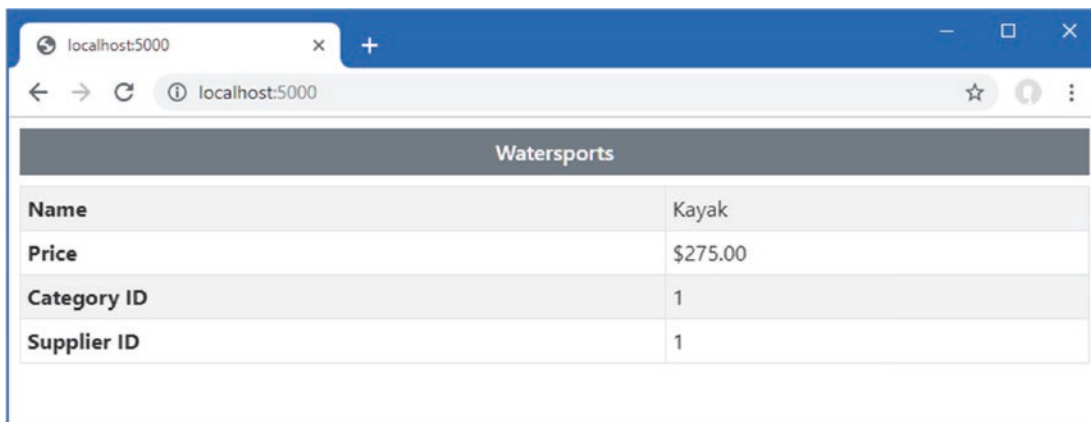 localhost:5000
localhost:5000
Watersports
Name Kayak
Price $275.00
Category ID 1
Supplier ID 1